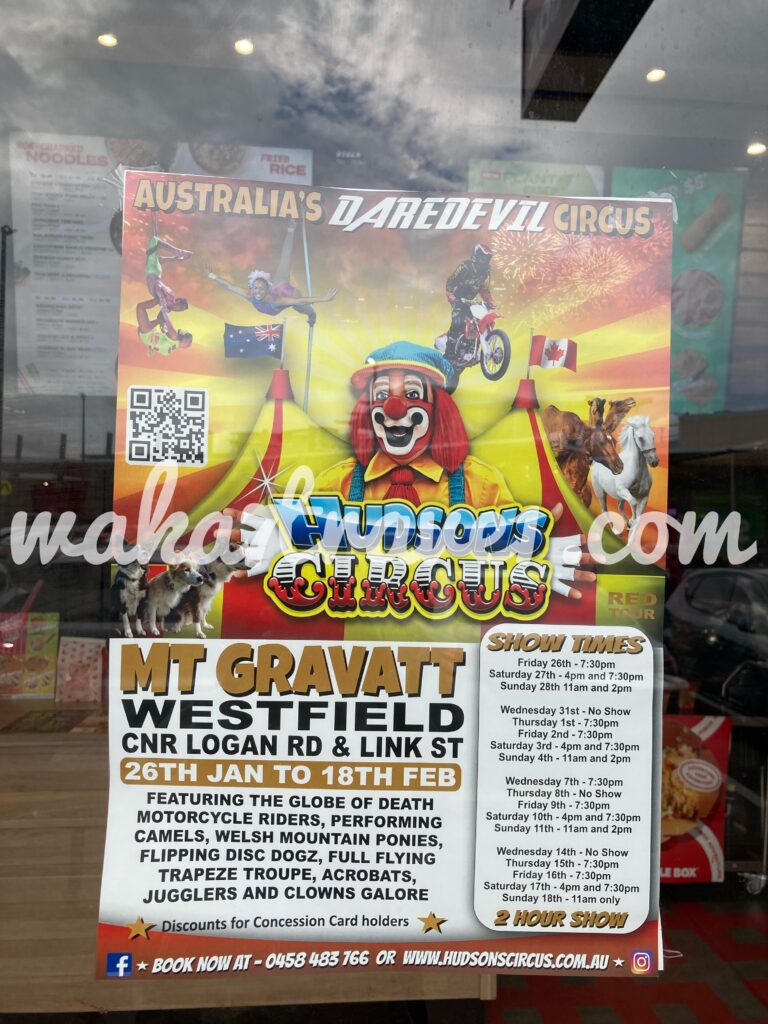 NOODLES
FRIED
RICE
AUSTRALIA'S DAREDEVIL CIRCUS
HUDSONS
CIRCUS
RED
TOUR
MT GRAVATT
WESTFIELD
CNR LOGAN RD & LINK ST
26TH JAN TO 18TH FEB
FEATURING THE GLOBE OF DEATH
MOTORCYCLE RIDERS, PERFORMING
CAMELS, WELSH MOUNTAIN PONIES,
FLIPPING DISC DOGZ, FULL FLYING
TRAPEZE TROUPE, ACROBATS,
JUGGLERS AND CLOWNS GALORE
Discounts for Concession Card holders
SHOW TIMES
Friday 26th - 7:30pm
Saturday 27th - 4pm and 7:30pm
Sunday 28th 11am and 2pm
Wednesday 31st - No Show
Thursday 1st - 7:30pm
Friday 2nd - 7:30pm
Saturday 3rd - 4pm and 7:30pm
Sunday 4th - 11am and 2pm
Wednesday 7th - 7:30pm
Thursday 8th - No Show
Friday 9th - 7:30pm
Saturday 10th - 4pm and 7:30pm
Sunday 11th - 11am and 2pm
Wednesday 14th - No Show
Thursday 15th - 7:30pm
Friday 16th - 7:30pm
Saturday 17th - 4pm and 7:30pm
Sunday 18th - 11am only
2 HOUR SHOW
BOOK NOW AT - 0458 483 766 OR WWW.HUDSONSCIRCUS.COM.AU